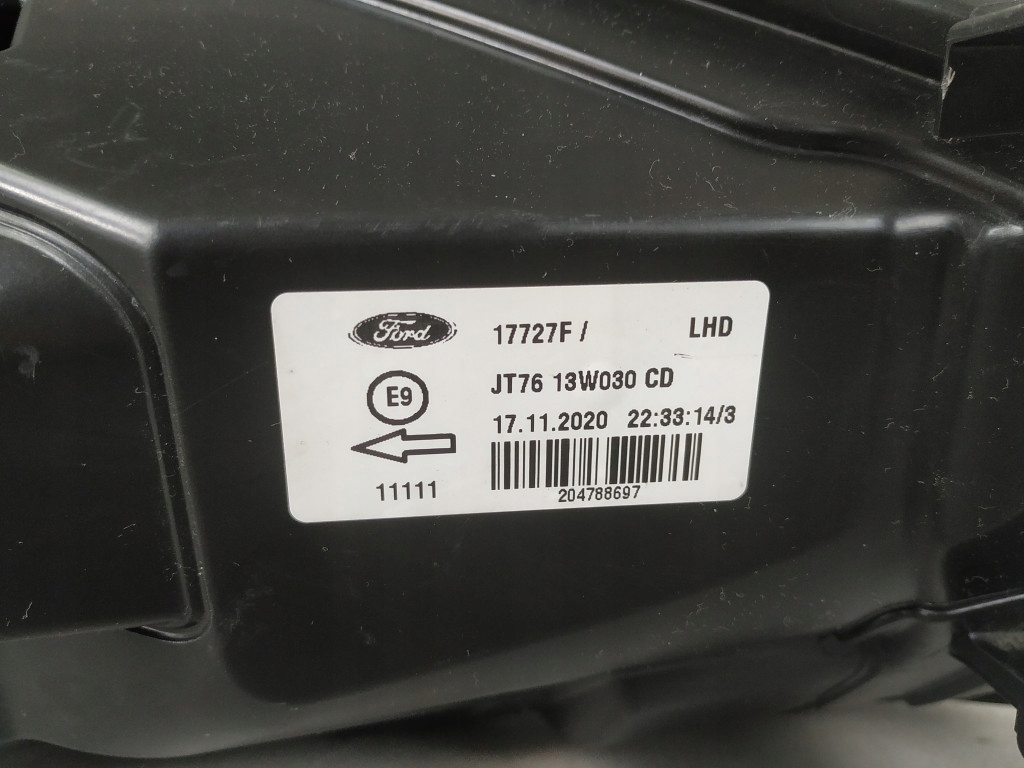 Ford
17727F / LHD
JT76 13W030 CD
E9
17.11.2020 22:33:14/3
11111
204788697